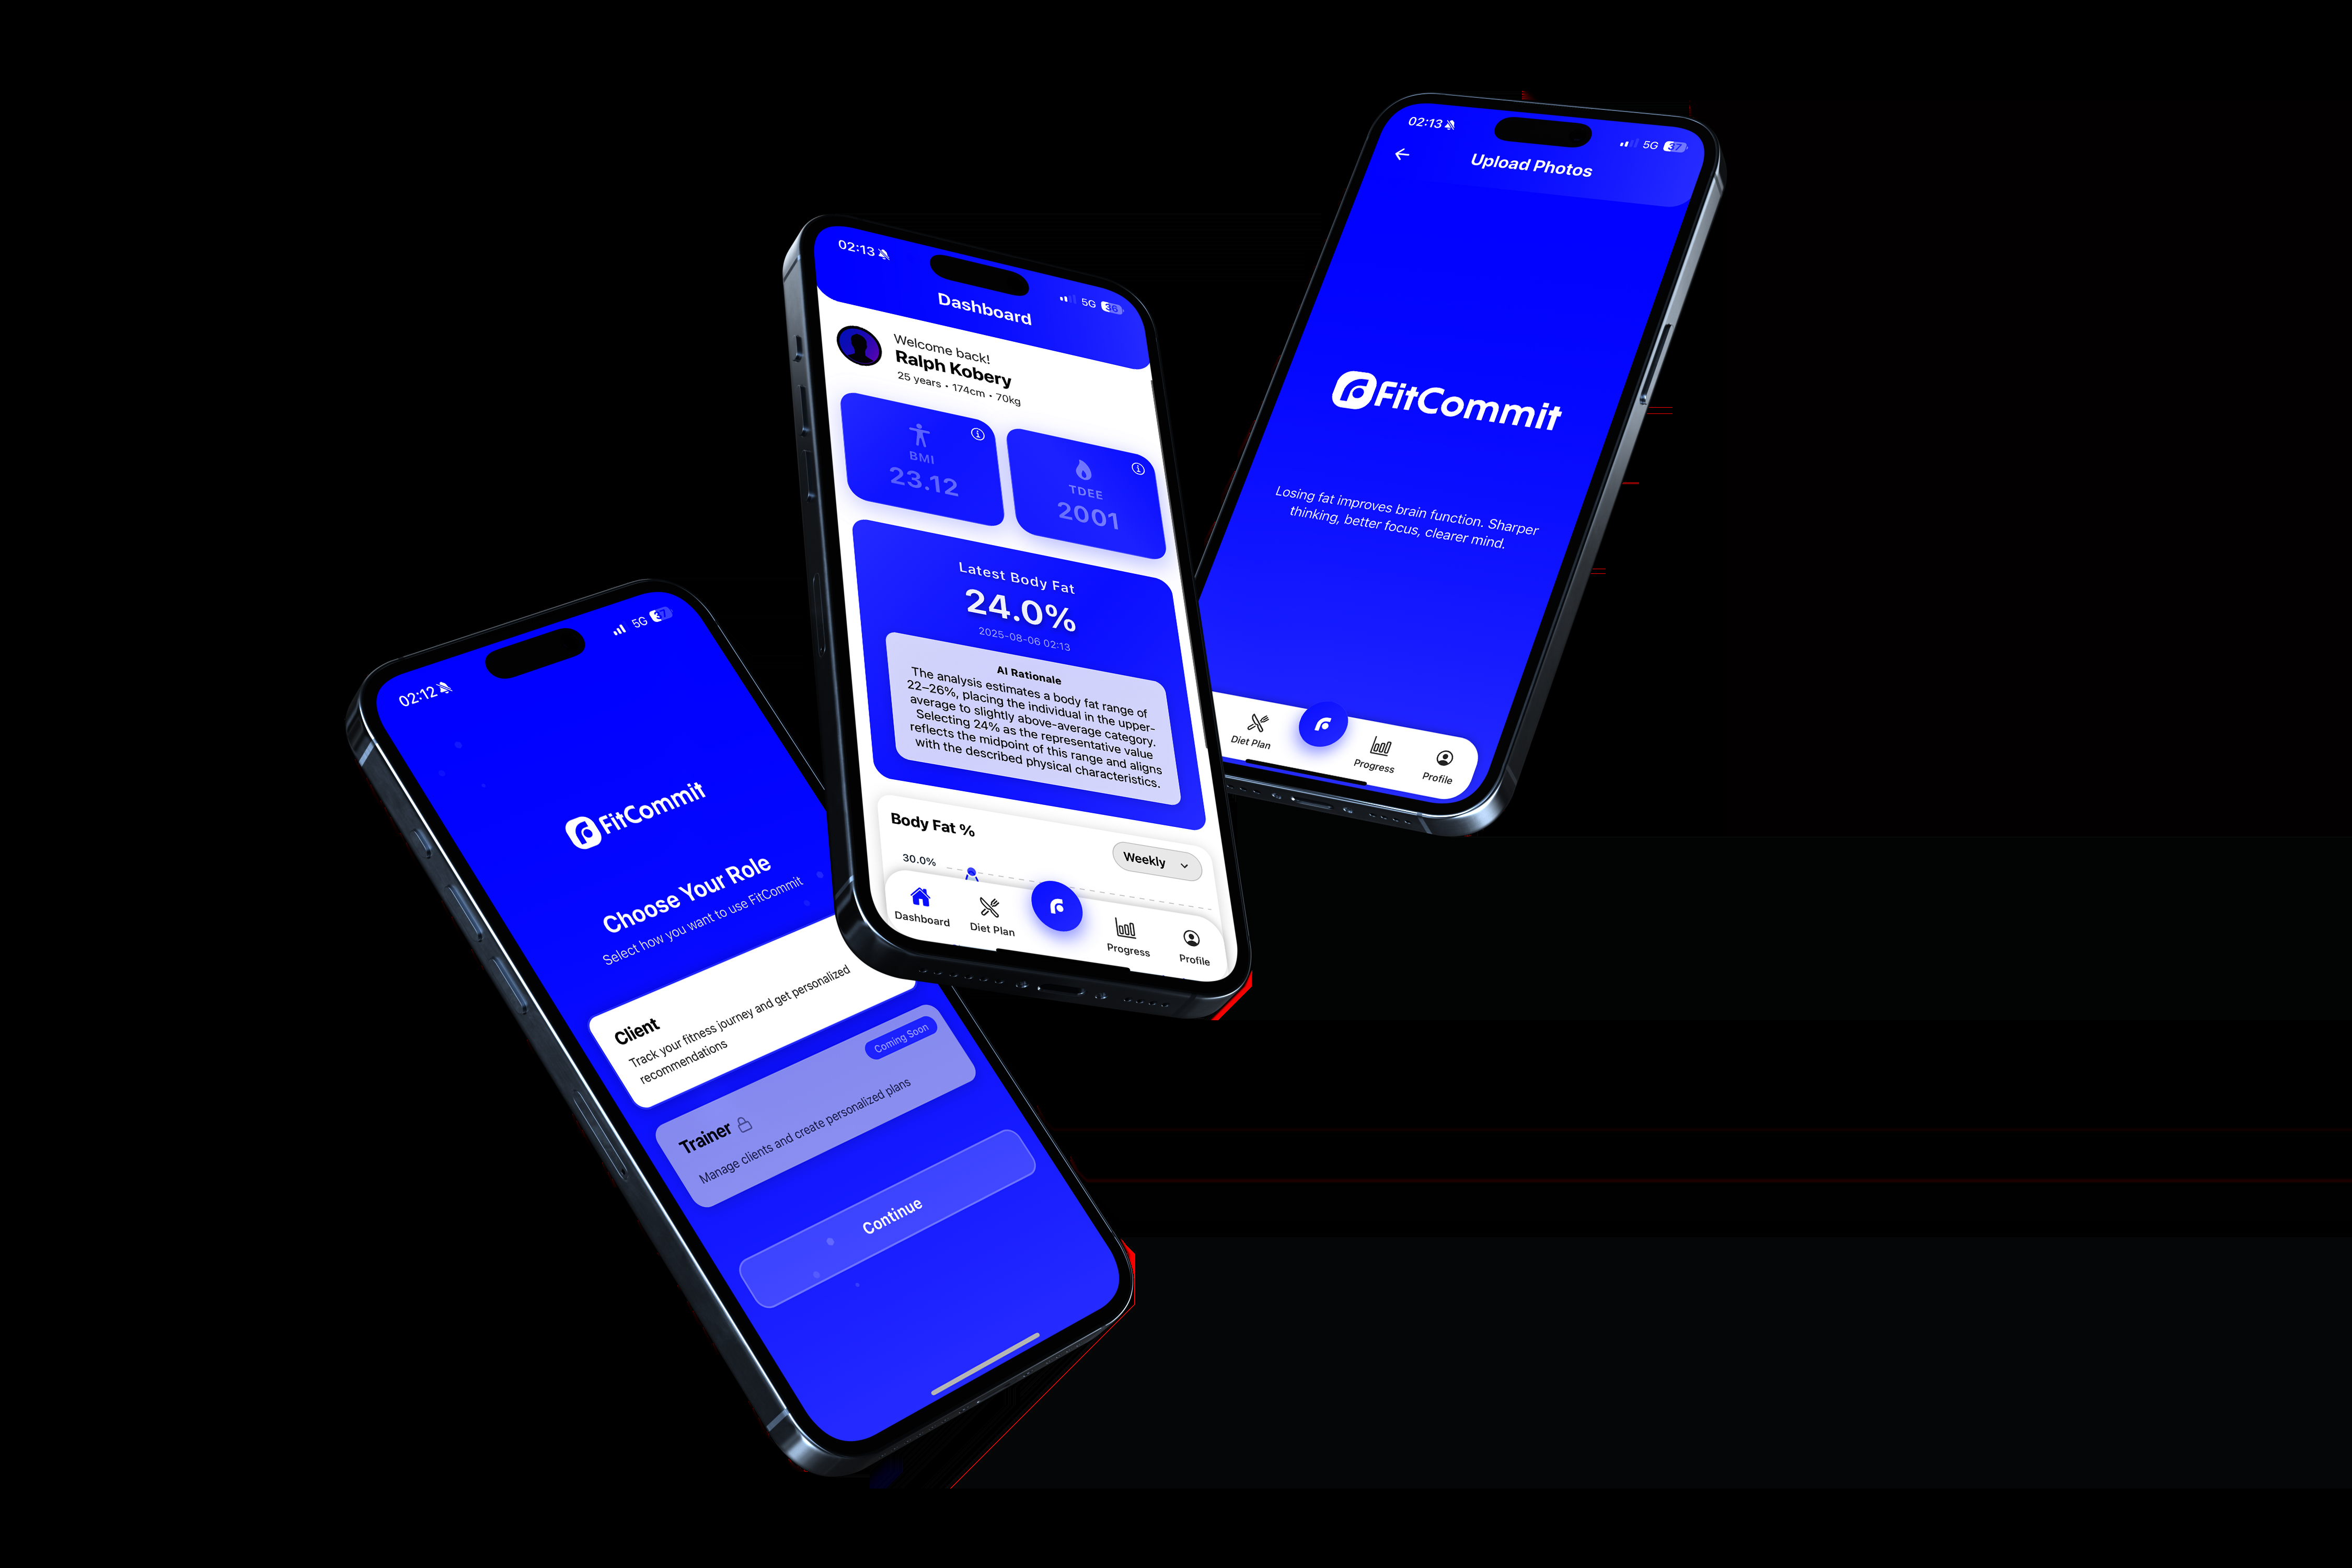 02:12
5G 37
FitCommit
Choose Your Role
Select how you want to use FitCommit
Client
Track your fitness journey and get personalized
recommendations
Coming Soon
Trainer
Manage clients and create personalized plans
Continue
02:13
5G 36
Dashboard
Welcome back!
Ralph Kobery
25 years • 174cm • 70kg
BMI
23.12
TDEE
2001
Latest Body Fat
24.0%
2025-08-06 02:13
AI Rationale
The analysis estimates a body fat range of
22–26%, placing the individual in the upper-
average to slightly above-average category.
Selecting 24% as the representative value
reflects the midpoint of this range and aligns
with the described physical characteristics.
Body Fat %
Weekly
30.0%
Dashboard
Diet Plan
Progress
Profile
02:13
5G 37
Upload Photos
FitCommit
Losing fat improves brain function. Sharper
thinking, better focus, clearer mind.
Diet Plan
Progress
Profile